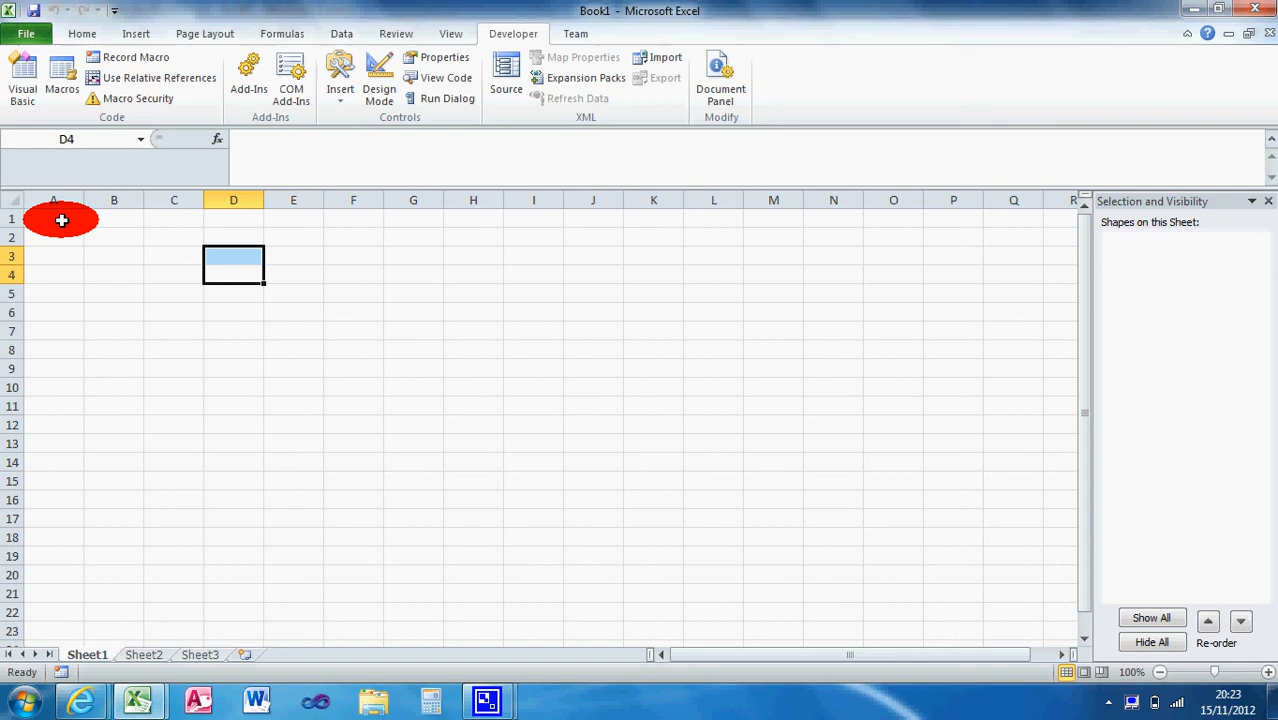 Book1 - Microsoft Excel
File Home Insert Page Layout Formulas Data Review View Developer Team
Visual Basic
Macros
Record Macro
Use Relative References
Macro Security
Code
Add-Ins
COM Add-Ins
Add-Ins
Insert
Design Mode
Properties
View Code
Run Dialog
Controls
Source
Map Properties
Expansion Packs
Refresh Data
Import
Export
XML
Document Panel
Modify
D4 fx
A B C D E F G H I J K L M N O P Q R
1
2
3
4
5
6
7
8
9
10
11
12
13
14
15
16
17
18
19
20
21
22
23
Selection and Visibility
Shapes on this Sheet:
Show All
Hide All
Re-order
Sheet1 Sheet2 Sheet3
Ready 100%
20:23
15/11/2012